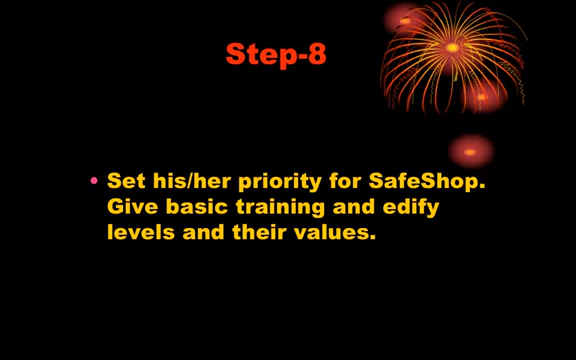 Step-8
• Set his/her priority for SafeShop.
Give basic training and edify
levels and their values.